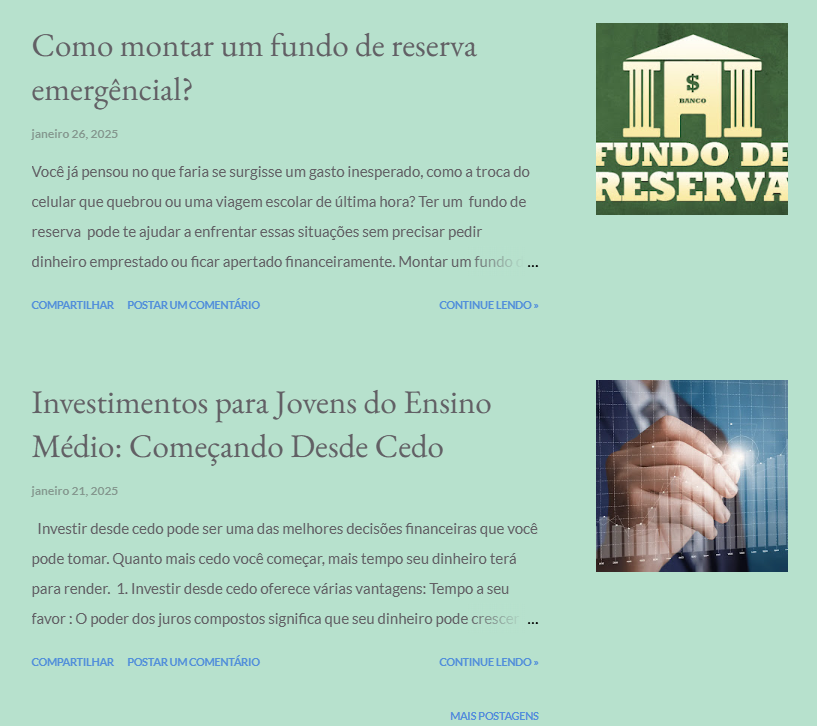 Como montar um fundo de reserva
emergêncial?
janeiro 26, 2025
Você já pensou no que faria se surgisse um gasto inesperado, como a troca do
celular que quebrou ou uma viagem escolar de última hora? Ter um fundo de
reserva pode te ajudar a enfrentar essas situações sem precisar pedir
dinheiro emprestado ou ficar apertado financeiramente. Montar um fundo d ...
COMPARTILHAR POSTAR UM COMENTÁRIO CONTINUE LENDO »
$
BANCO
FUNDO DE
RESERVA
Investimentos para Jovens do Ensino
Médio: Começando Desde Cedo
janeiro 21, 2025
Investir desde cedo pode ser uma das melhores decisões financeiras que você
pode tomar. Quanto mais cedo você começar, mais tempo seu dinheiro terá
para render. 1. Investir desde cedo oferece várias vantagens: Tempo a seu
favor : O poder dos juros compostos significa que seu dinheiro pode crescer ...
COMPARTILHAR POSTAR UM COMENTÁRIO CONTINUE LENDO »
MAIS POSTAGENS